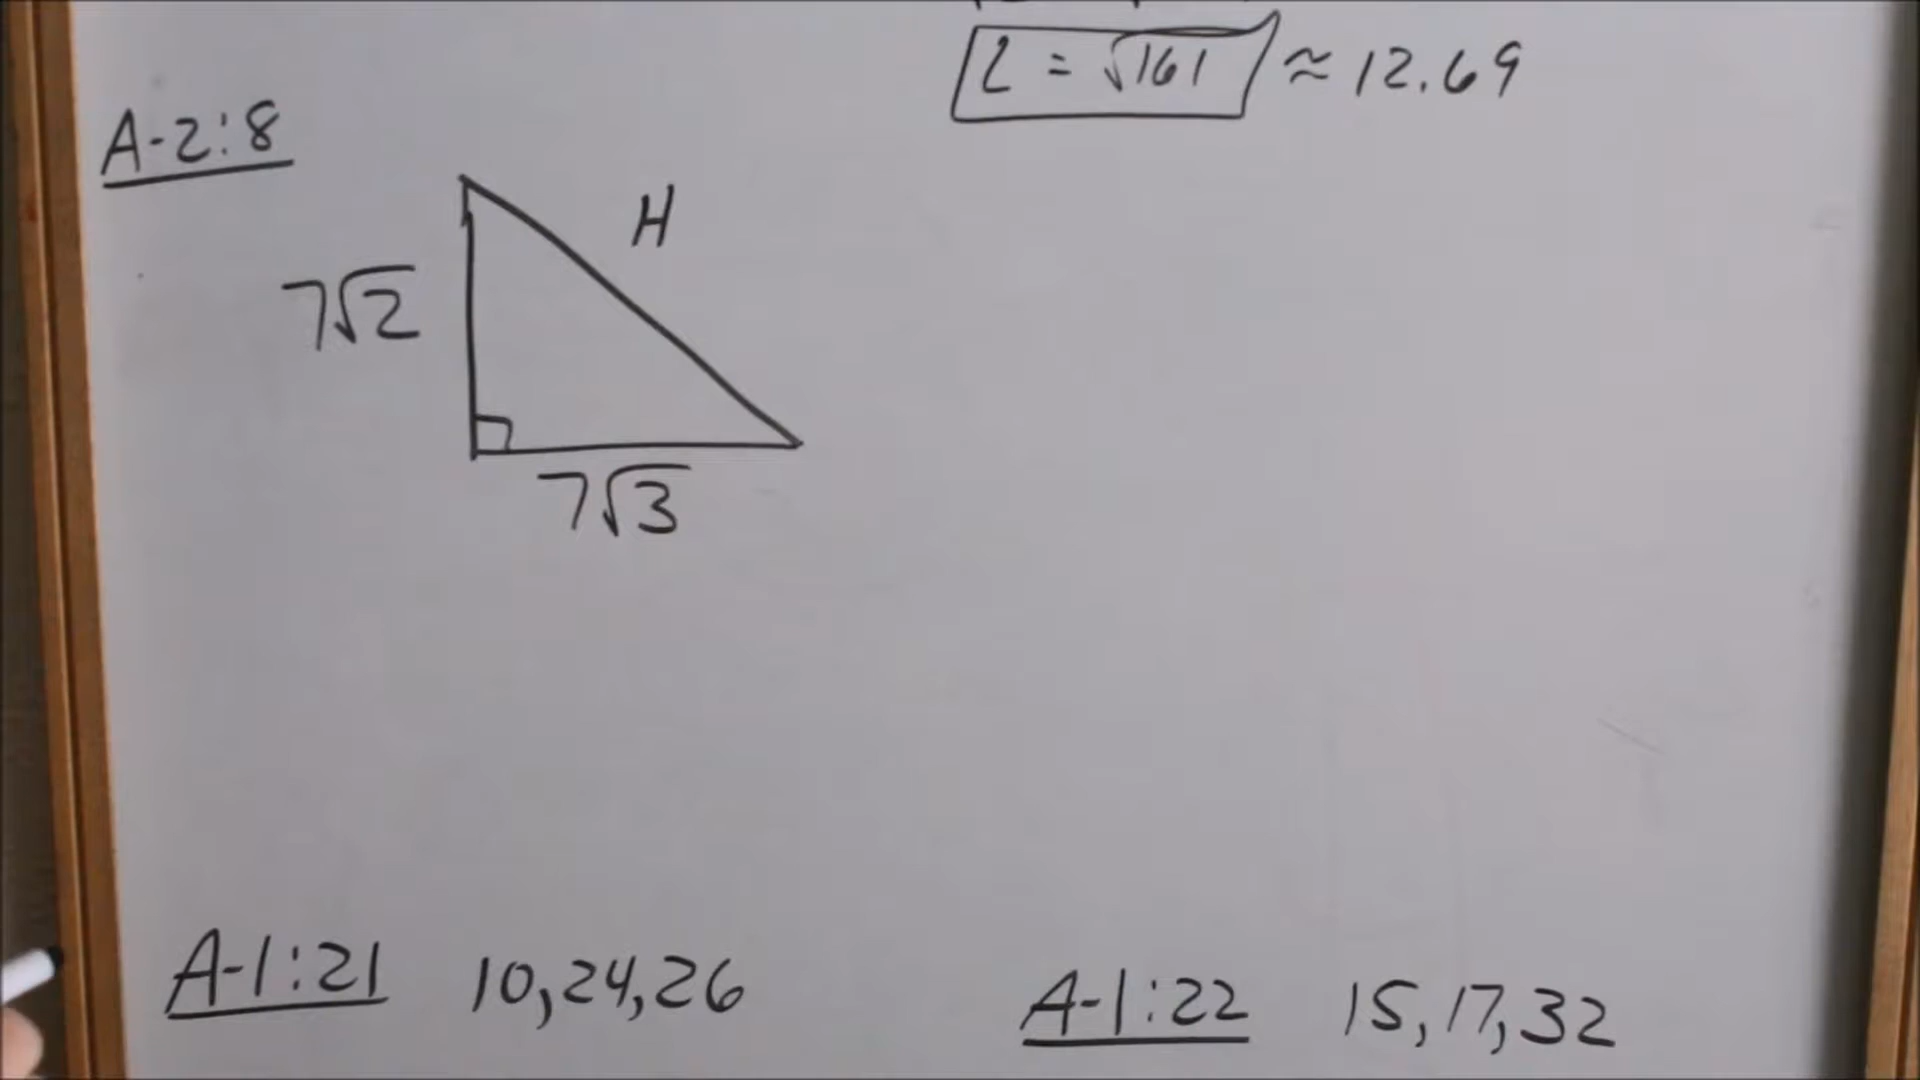 L = √161 ≈ 12.69
A-2:8
H
7√2
7√3
A-1:21 10,24,26
A-1:22 15,17,32